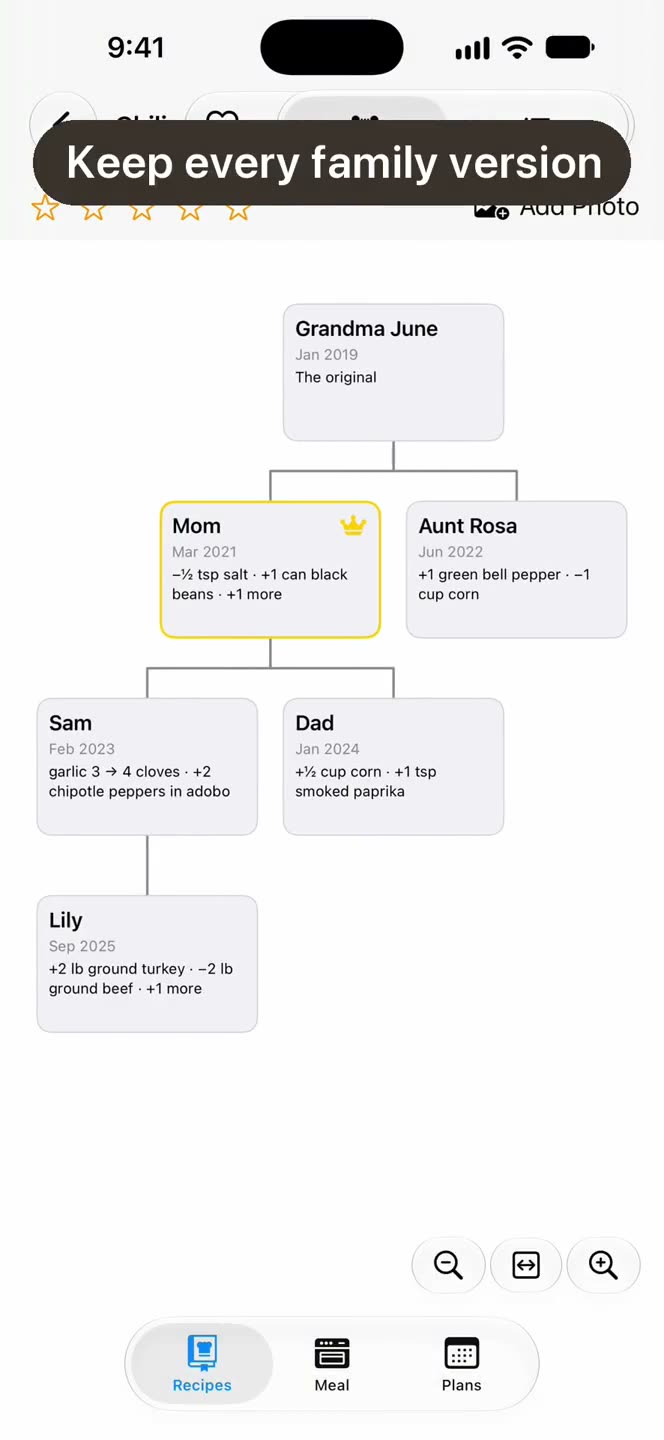 9:41
Keep every family version
Add Photo
Grandma June
Jan 2019
The original
Mom
Mar 2021
−½ tsp salt · +1 can black
beans · +1 more
Aunt Rosa
Jun 2022
+1 green bell pepper · −1
cup corn
Sam
Feb 2023
garlic 3 → 4 cloves · +2
chipotle peppers in adobo
Dad
Jan 2024
+½ cup corn · +1 tsp
smoked paprika
Lily
Sep 2025
+2 lb ground turkey · −2 lb
ground beef · +1 more
Recipes
Meal
Plans